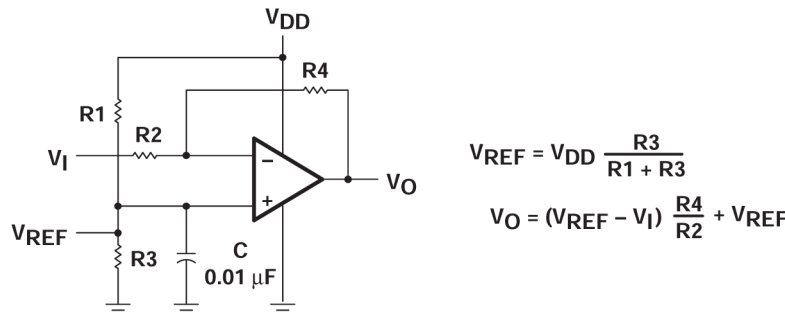 VDD
R4
R1
R2
VI
−
VO
+
VREF
R3
C
0.01 µF
VREF = VDD R3 / R1 + R3
VO = (VREF − VI) R4 / R2 + VREF